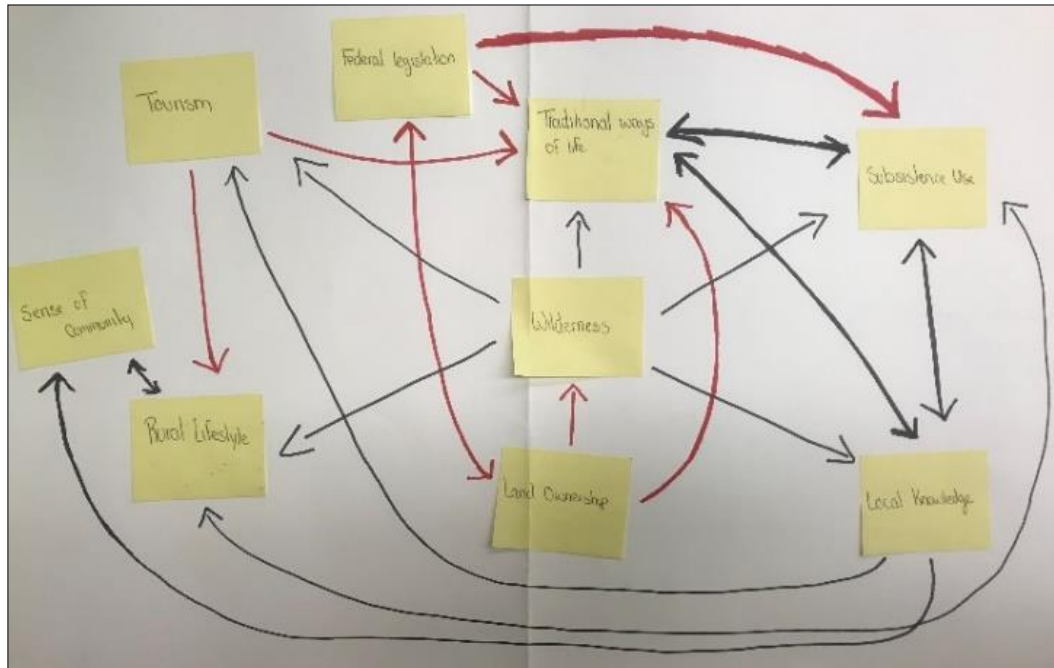 Federal legislation
Tourism
Traditional ways
of life
Subsistence Use
Sense of
Community
Wilderness
Rural Lifestyle
Land Ownership
Local Knowledge